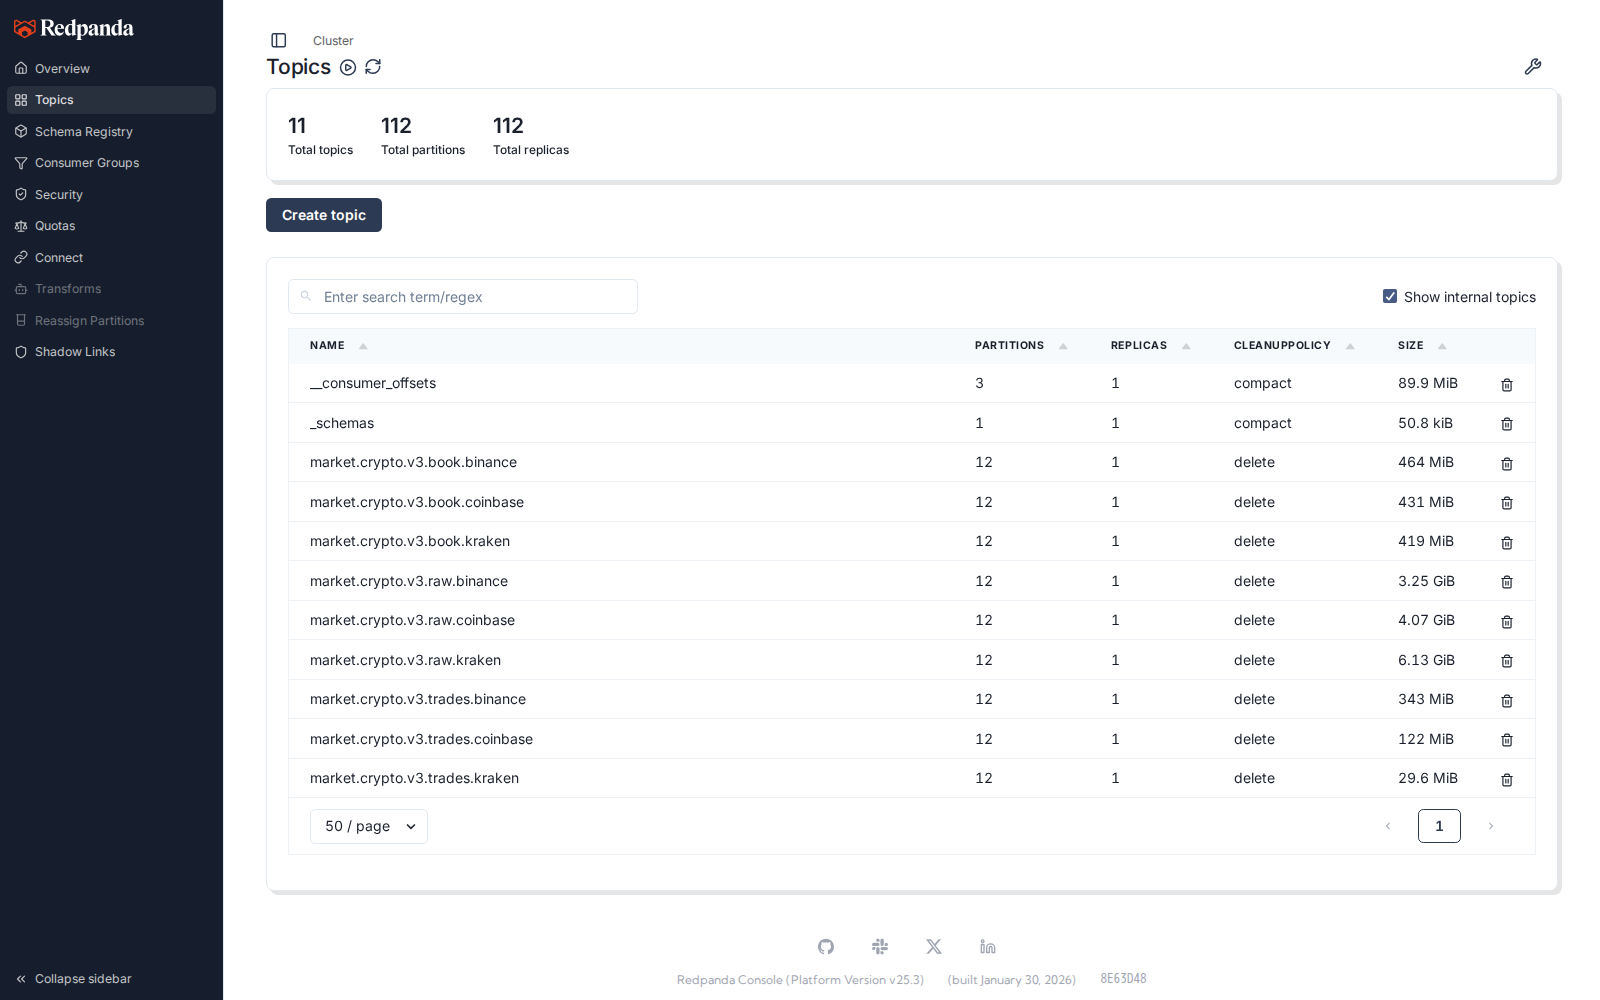 Redpanda
Overview
Topics
Schema Registry
Consumer Groups
Security
Quotas
Connect
Transforms
Reassign Partitions
Shadow Links
Collapse sidebar
Cluster
Topics
11 112 112
Total topics Total partitions Total replicas
Create topic
Enter search term/regex Show internal topics
NAME PARTITIONS REPLICAS CLEANUPPOLICY SIZE
__consumer_offsets 3 1 compact 89.9 MiB
_schemas 1 1 compact 50.8 kiB
market.crypto.v3.book.binance 12 1 delete 464 MiB
market.crypto.v3.book.coinbase 12 1 delete 431 MiB
market.crypto.v3.book.kraken 12 1 delete 419 MiB
market.crypto.v3.raw.binance 12 1 delete 3.25 GiB
market.crypto.v3.raw.coinbase 12 1 delete 4.07 GiB
market.crypto.v3.raw.kraken 12 1 delete 6.13 GiB
market.crypto.v3.trades.binance 12 1 delete 343 MiB
market.crypto.v3.trades.coinbase 12 1 delete 122 MiB
market.crypto.v3.trades.kraken 12 1 delete 29.6 MiB
50 / page 1
Redpanda Console (Platform Version v25.3) (built January 30, 2026) 8E63D48